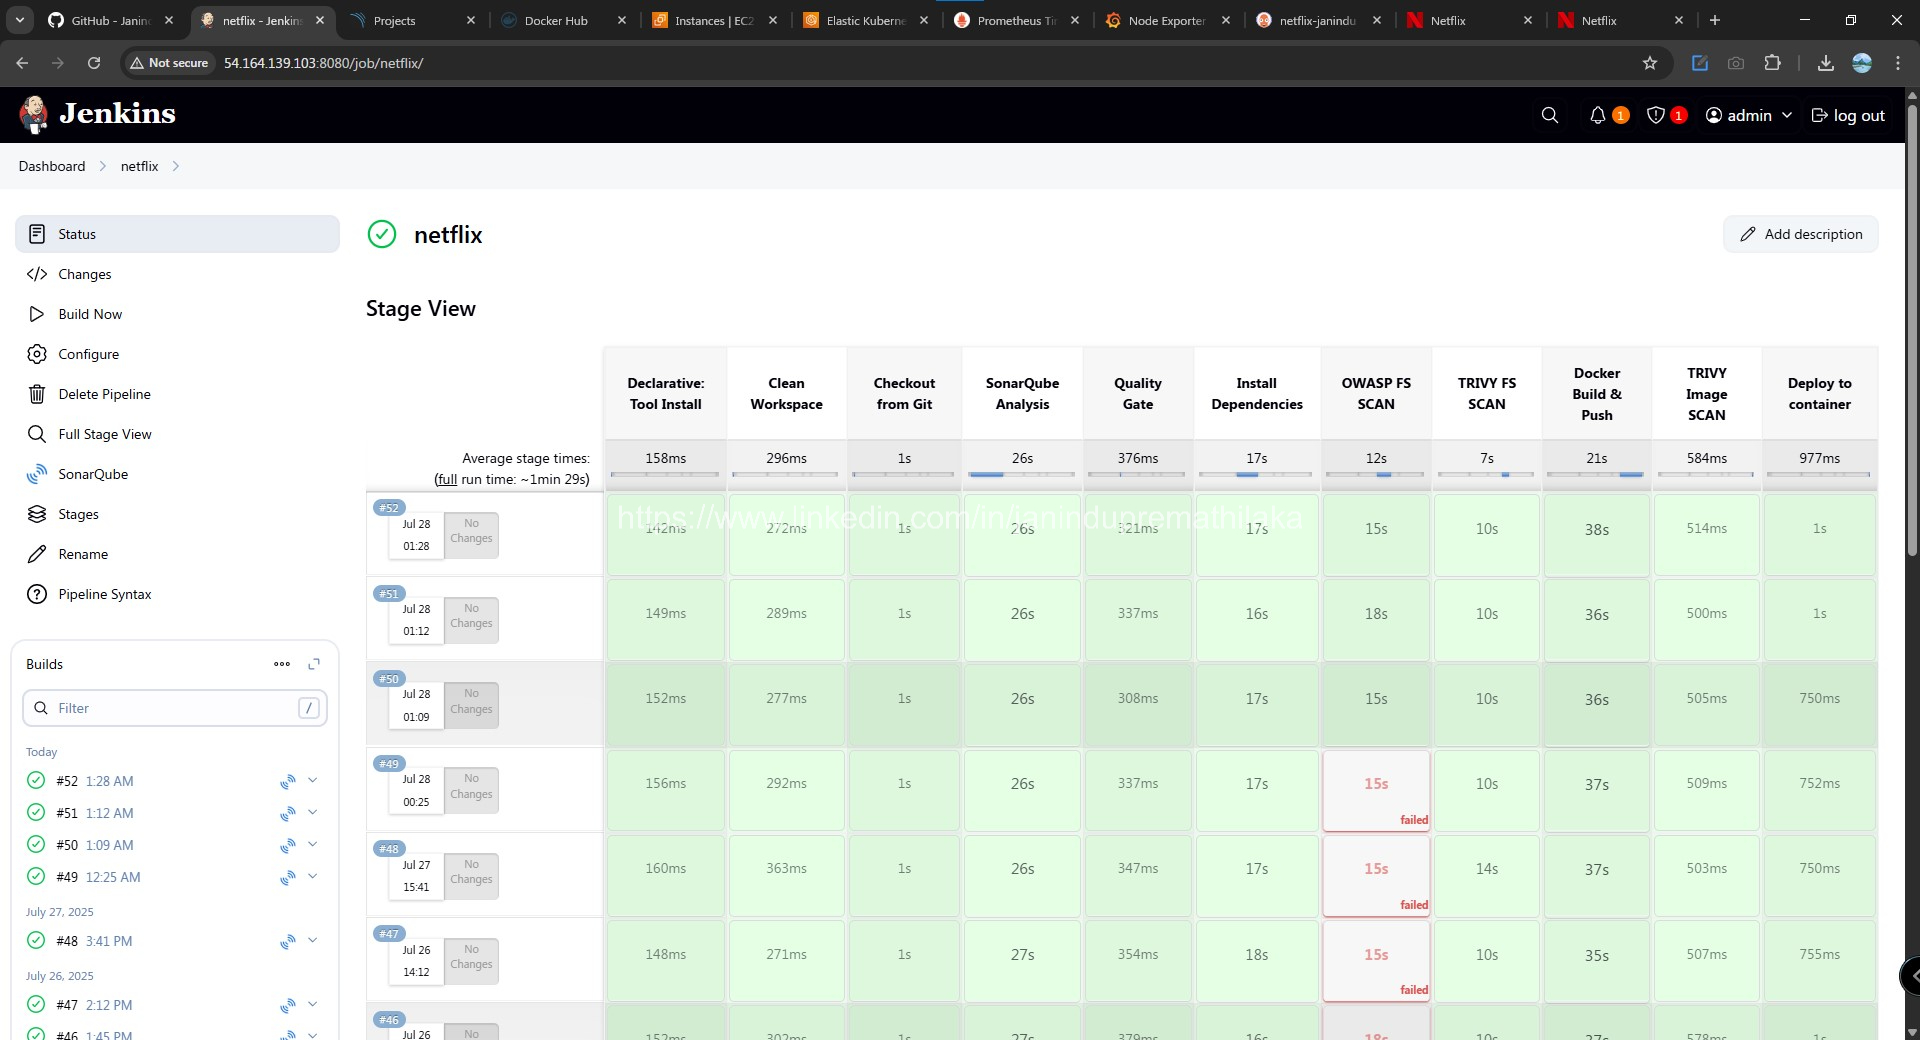 GitHub - Janind
netflix - Jenkins
Projects
Docker Hub
Instances | EC2
Elastic Kuberne
Prometheus Tim
Node Exporter
netflix-janindu
Netflix
Netflix
Not secure
54.164.139.103:8080/job/netflix/
Jenkins
1
1
admin
log out
Dashboard
netflix
Status
Changes
Build Now
Configure
Delete Pipeline
Full Stage View
SonarQube
Stages
Rename
Pipeline Syntax
netflix
Add description
Stage View
Declarative: Tool Install
Clean Workspace
Checkout from Git
SonarQube Analysis
Quality Gate
Install Dependencies
OWASP FS SCAN
TRIVY FS SCAN
Docker Build & Push
TRIVY Image SCAN
Deploy to container
Average stage times:
(full run time: ~1min 29s)
158ms 296ms 1s 26s 376ms 17s 12s 7s 21s 584ms 977ms
#52
Jul 28
01:28
No Changes
142ms 272ms 1s 26s 321ms 17s 15s 10s 38s 514ms 1s
https://www.linkedin.com/in/janindupremathilaka
#51
Jul 28
01:12
No Changes
149ms 289ms 1s 26s 337ms 16s 18s 10s 36s 500ms 1s
#50
Jul 28
01:09
No Changes
152ms 277ms 1s 26s 308ms 17s 15s 10s 36s 505ms 750ms
#49
Jul 28
00:25
No Changes
156ms 292ms 1s 26s 337ms 17s 15s 10s 37s 509ms 752ms
failed
#48
Jul 27
15:41
No Changes
160ms 363ms 1s 26s 347ms 17s 15s 14s 37s 503ms 750ms
failed
#47
Jul 26
14:12
No Changes
148ms 271ms 1s 27s 354ms 18s 15s 10s 35s 507ms 755ms
failed
#46
Jul 26
No
152ms 302ms 1s 27s 379ms 16s 18s 10s 37s 578ms 1s
Builds
Filter
/
Today
#52 1:28 AM
#51 1:12 AM
#50 1:09 AM
#49 12:25 AM
July 27, 2025
#48 3:41 PM
July 26, 2025
#47 2:12 PM
#46 1:45 PM